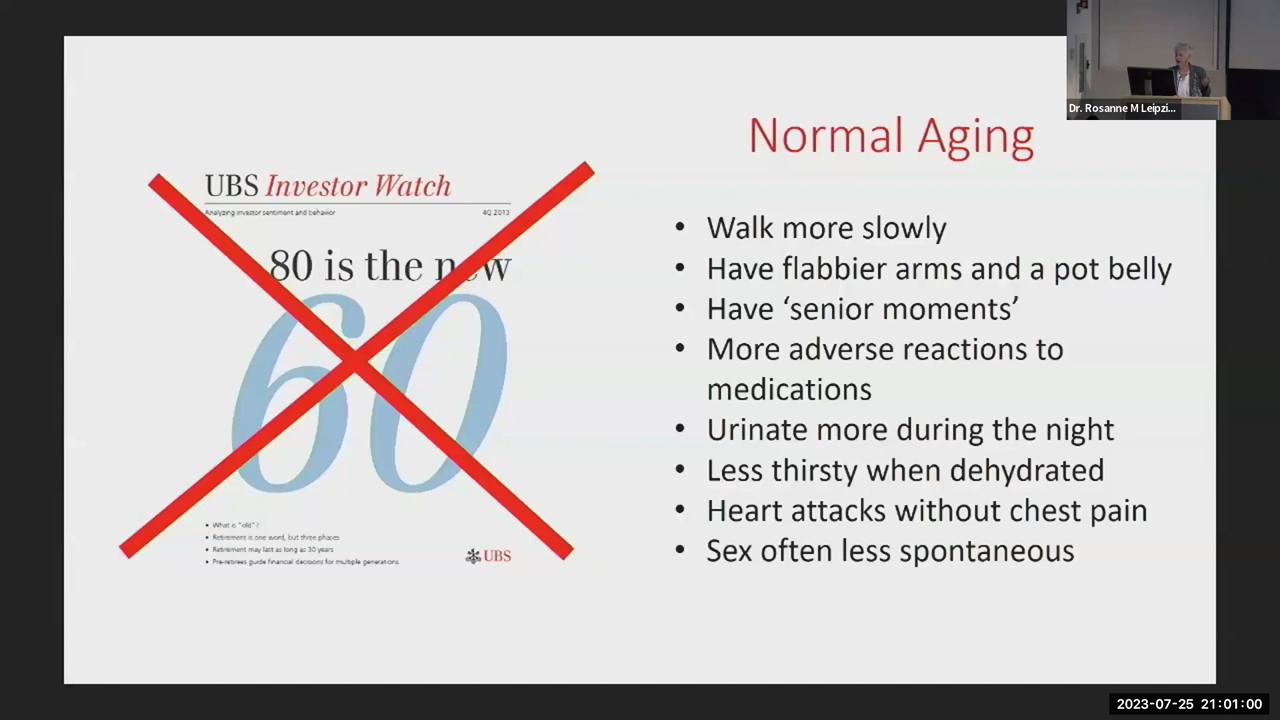 Dr. Rosanne M Leipzi...
Normal Aging
UBS Investor Watch
Analyzing investor sentiment and behavior 4Q 2013
80 is the new
60
• What is "old"?
• Retirement is one word, but three phases
• Retirement may last as long as 30 years
• Pre-retirees guide financial decisions for multiple generations
UBS
• Walk more slowly
• Have flabbier arms and a pot belly
• Have ‘senior moments’
• More adverse reactions to
medications
• Urinate more during the night
• Less thirsty when dehydrated
• Heart attacks without chest pain
• Sex often less spontaneous
2023-07-25 21:01:00